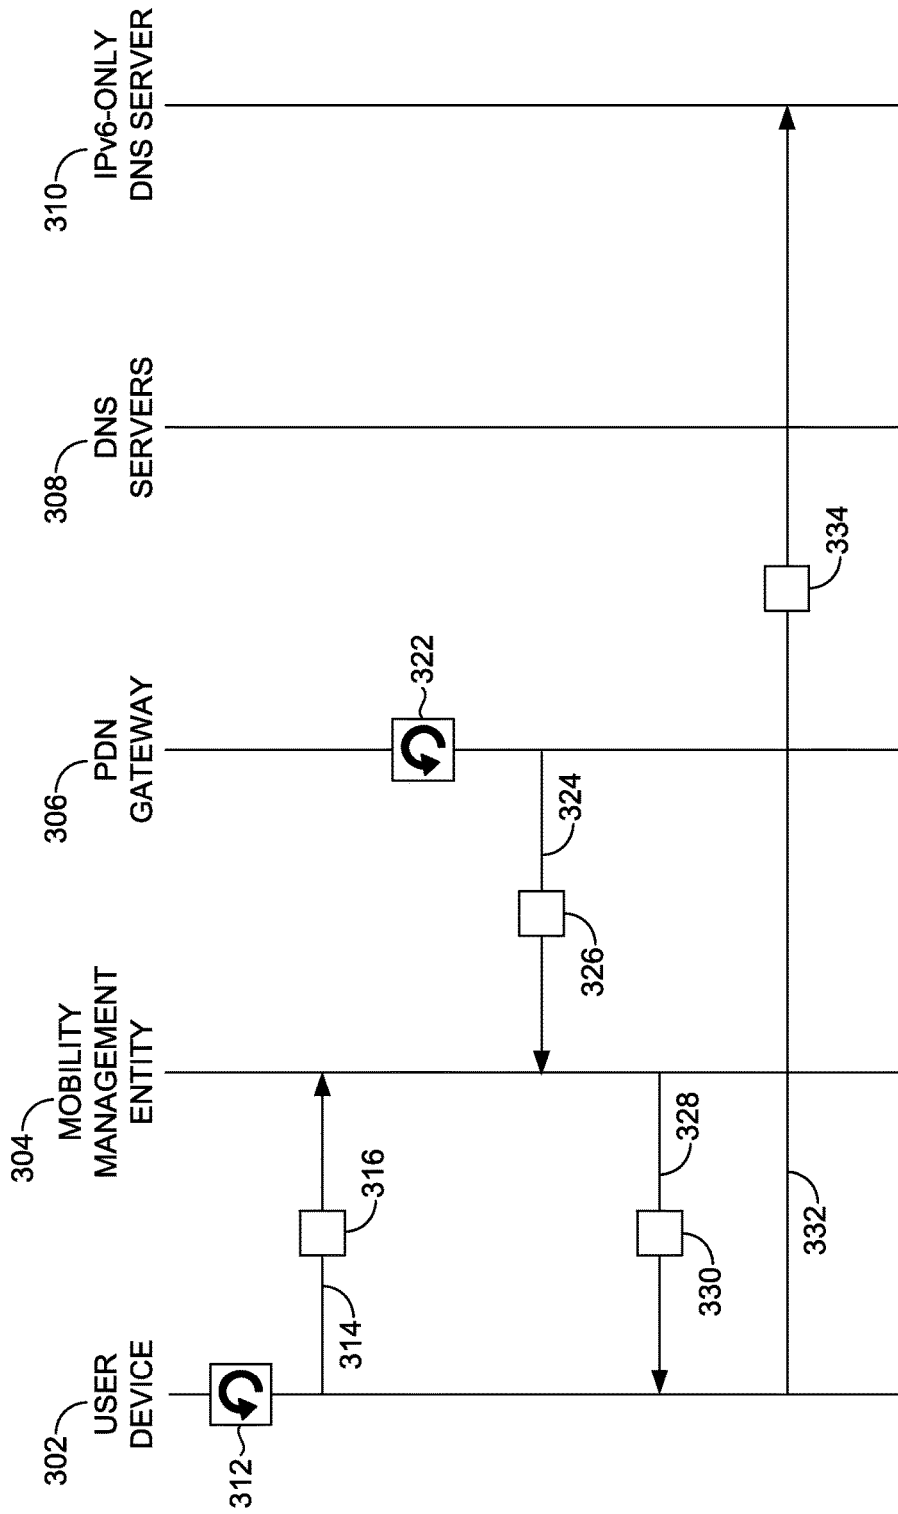 302
USER
DEVICE
304
MOBILITY
MANAGEMENT
ENTITY
306
PDN
GATEWAY
308
DNS
SERVERS
310
IPv6-ONLY
DNS SERVER
312
314
316
322
324
326
328
330
332
334